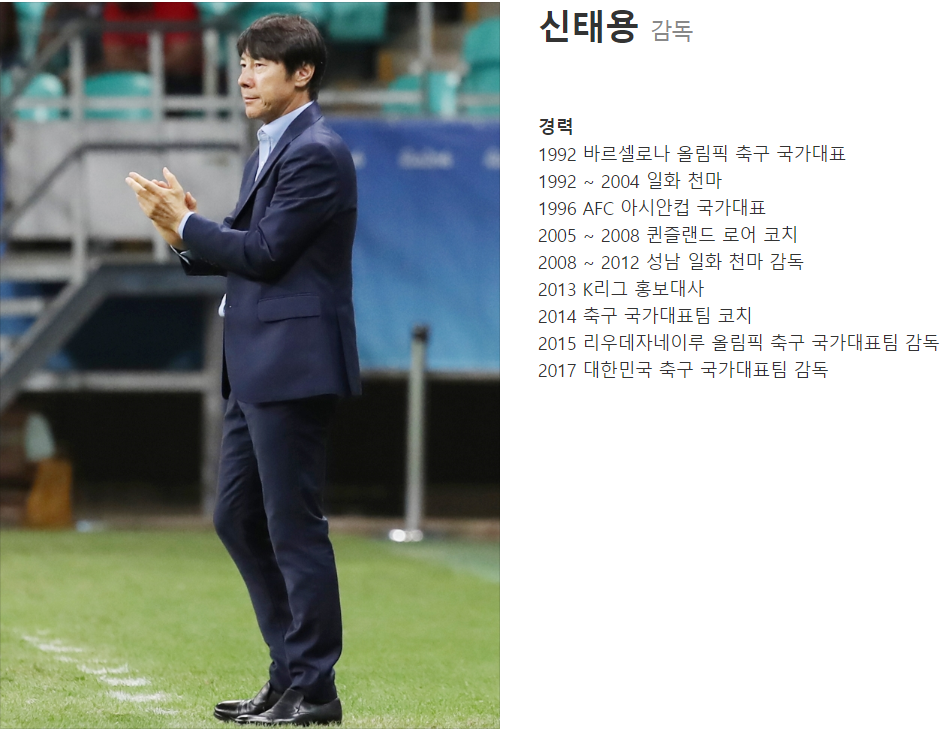 신태용 감독
경력
1992 바르셀로나 올림픽 축구 국가대표
1992 ~ 2004 일화 천마
1996 AFC 아시안컵 국가대표
2005 ~ 2008 퀸즐랜드 로어 코치
2008 ~ 2012 성남 일화 천마 감독
2013 K리그 홍보대사
2014 축구 국가대표팀 코치
2015 리우데자네이루 올림픽 축구 국가대표팀 감독
2017 대한민국 축구 국가대표팀 감독